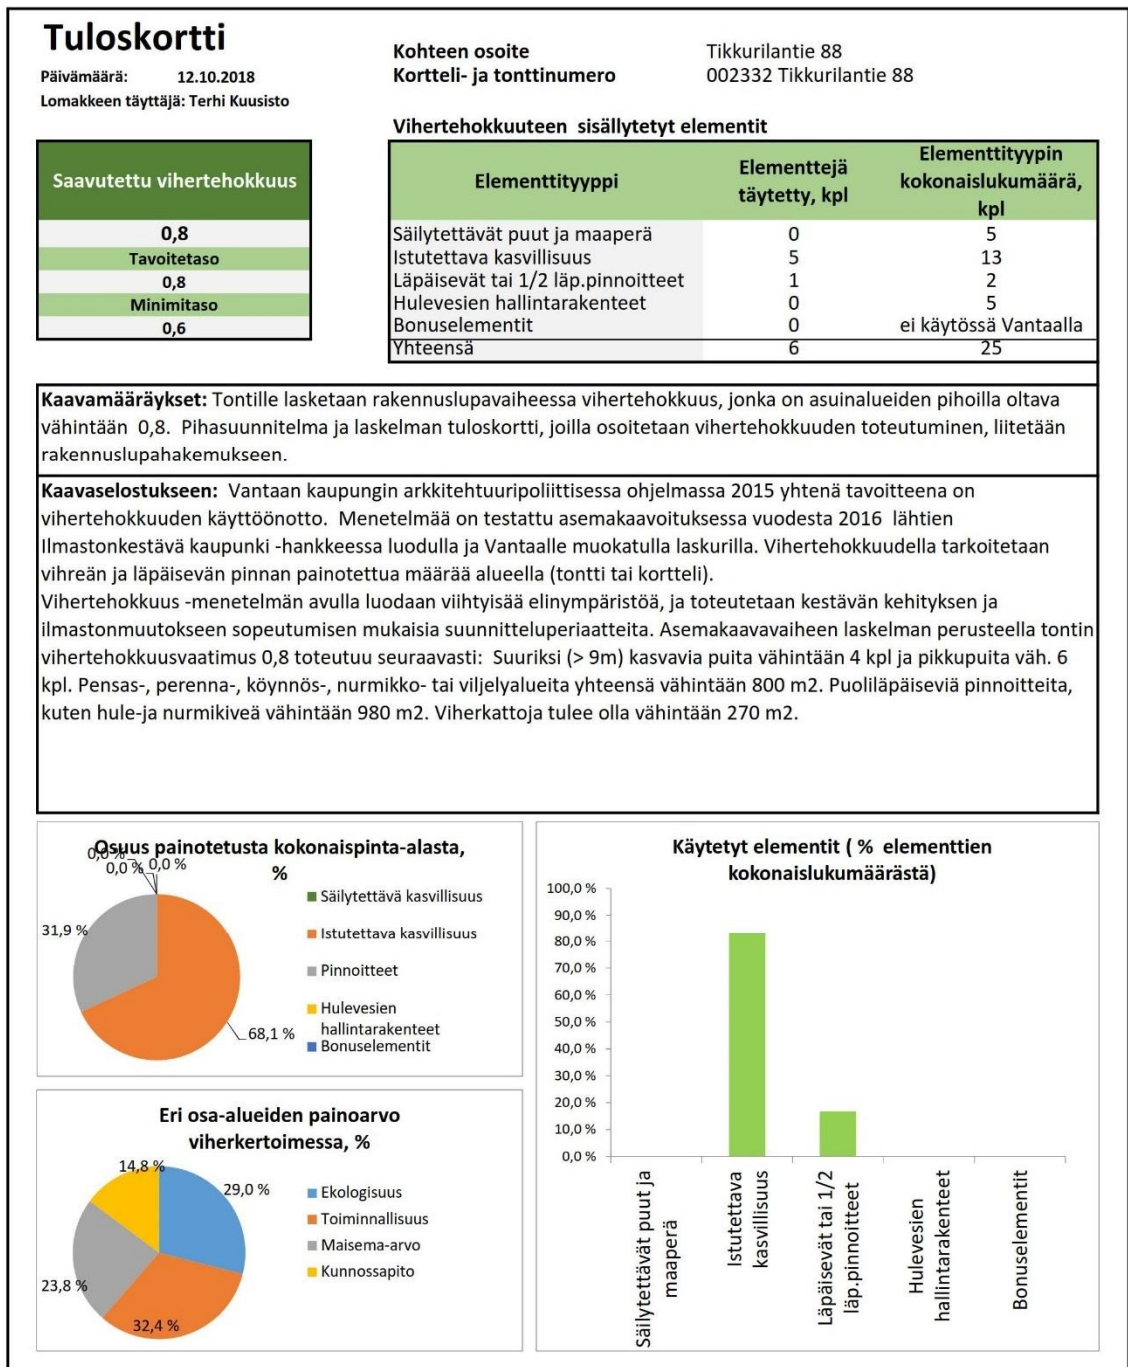 Tuloskortti
Päivämäärä: 12.10.2018
Lomakkeen täyttäjä: Terhi Kuusisto
Kohteen osoite Tikkurilantie 88
Kortteli- ja tonttinumero 002332 Tikkurilantie 88
Saavutettu vihertehokkuus
0,8
Tavoitetaso
0,8
Minimitaso
0,6
Vihertehokkuuteen sisällytetyt elementit
Elementtityyppi Elementtejä täytetty, kpl Elementtityypin kokonaislukumäärä, kpl
Säilytettävät puut ja maaperä 0 5
Istutettava kasvillisuus 5 13
Läpäisevät tai 1/2 läp.pinnoitteet 1 2
Hulevesien hallintarakenteet 0 5
Bonuselementit 0 ei käytössä Vantaalla
Yhteensä 6 25
Kaavamääräykset: Tontille lasketaan rakennuslupavaiheessa vihertehokkuus, jonka on asuinalueiden pihoilla oltava
vähintään 0,8. Pihasuunnitelma ja laskelman tuloskortti, joilla osoitetaan vihertehokkuuden toteutuminen, liitetään
rakennuslupahakemukseen.
Kaavaselostukseen: Vantaan kaupungin arkkitehtuuripoliittisessa ohjelmassa 2015 yhtenä tavoitteena on
vihertehokkuuden käyttöönotto. Menetelmää on testattu asemakaavoituksessa vuodesta 2016 lähtien
Ilmastonkestävä kaupunki -hankkeessa luodulla ja Vantaalle muokatulla laskurilla. Vihertehokkuudella tarkoitetaan
vihreän ja läpäisevän pinnan painotettua määrää alueella (tontti tai kortteli).
Vihertehokkuus -menetelmän avulla luodaan viihtyisää elinympäristöä, ja toteutetaan kestävän kehityksen ja
ilmastonmuutokseen sopeutumisen mukaisia suunnitteluperiaatteita. Asemakaavavaiheen laskelman perusteella tontin
vihertehokkuusvaatimus 0,8 toteutuu seuraavasti: Suuriksi (> 9m) kasvavia puita vähintään 4 kpl ja pikkupuita väh. 6
kpl. Pensas-, perenna-, köynnös-, nurmikko- tai viljelyalueita yhteensä vähintään 800 m2. Puoliläpäiseviä pinnoitteita,
kuten hule-ja nurmikiveä vähintään 980 m2. Viherkattoja tulee olla vähintään 270 m2.
Osuus painotetusta kokonaispinta-alasta,
%
0,0 %
0,0 %
0,0 %
31,9 %
68,1 %
Säilytettävä kasvillisuus
Istutettava kasvillisuus
Pinnoitteet
Hulevesien
hallintarakenteet
Bonuselementit
Eri osa-alueiden painoarvo
viherkertoimessa, %
14,8 %
29,0 %
23,8 %
32,4 %
Ekologisuus
Toiminnallisuus
Maisema-arvo
Kunnossapito
Käytetyt elementit ( % elementtien
kokonaislukumäärästä)
100,0 %
90,0 %
80,0 %
70,0 %
60,0 %
50,0 %
40,0 %
30,0 %
20,0 %
10,0 %
0,0 %
Säilytettävät puut ja
maaperä
Istutettava
kasvillisuus
Läpäisevät tai 1/2
läp.pinnoitteet
Hulevesien
hallintarakenteet
Bonuselementit